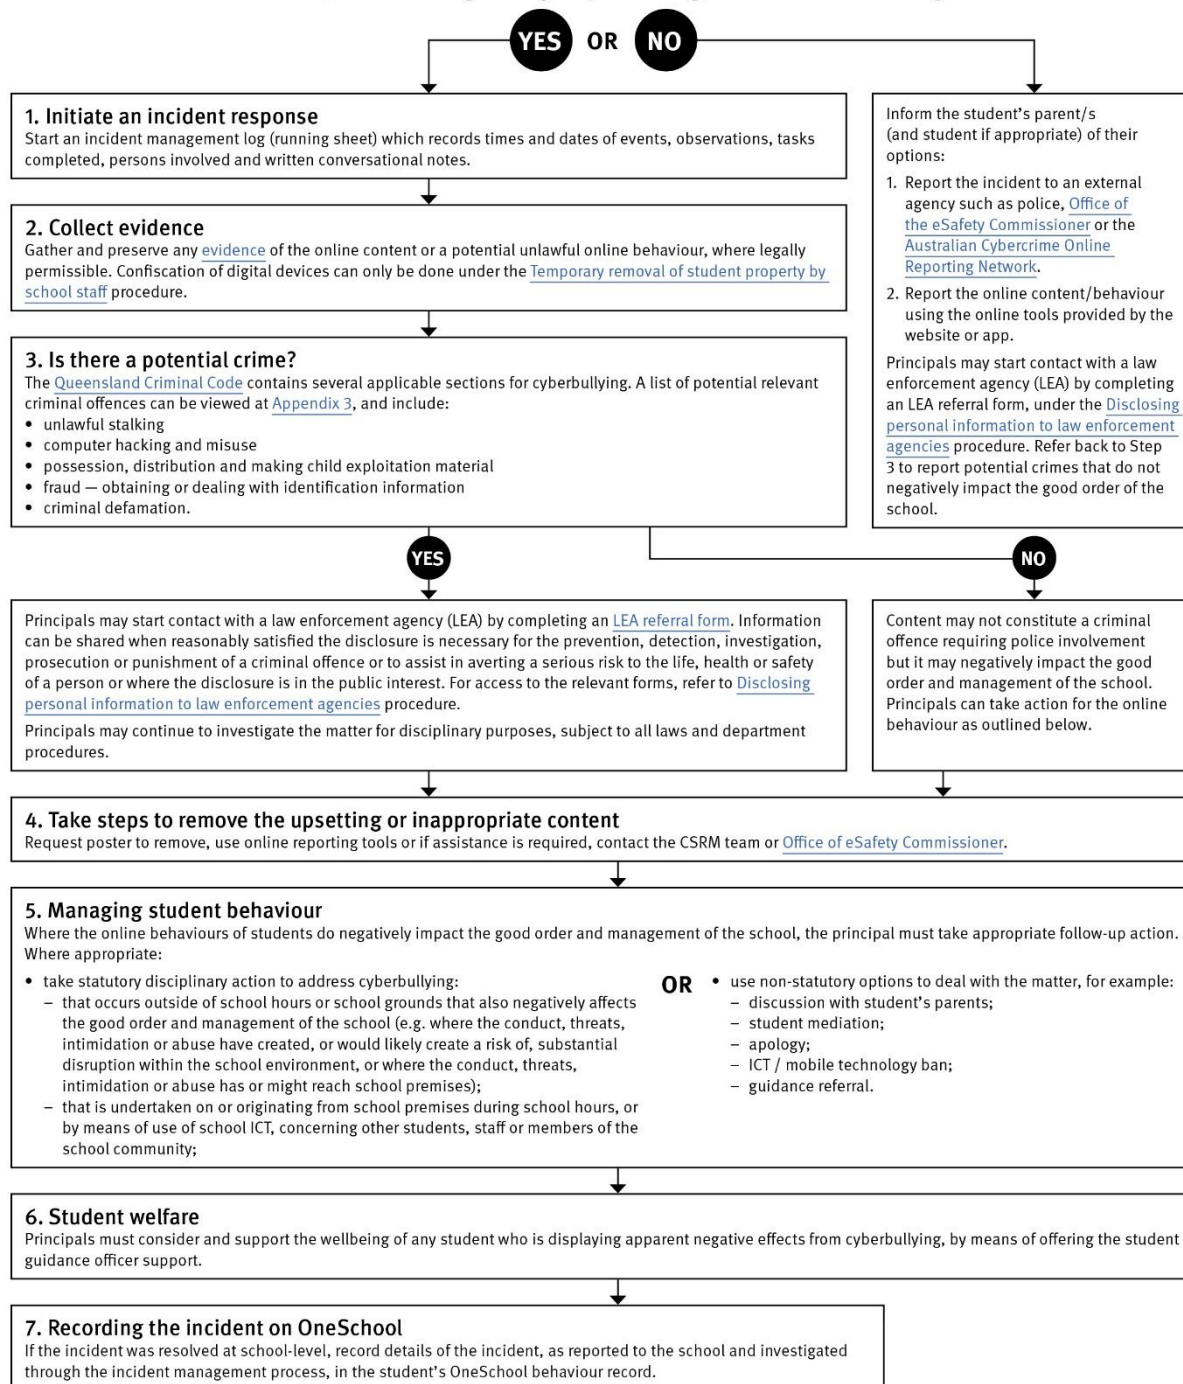 YES OR NO
1. Initiate an incident response
Start an incident management log (running sheet) which records times and dates of events, observations, tasks
completed, persons involved and written conversational notes.
2. Collect evidence
Gather and preserve any evidence of the online content or a potential unlawful online behaviour, where legally
permissible. Confiscation of digital devices can only be done under the Temporary removal of student property by
school staff procedure.
3. Is there a potential crime?
The Queensland Criminal Code contains several applicable sections for cyberbullying. A list of potential relevant
criminal offences can be viewed at Appendix 3, and include:
• unlawful stalking
• computer hacking and misuse
• possession, distribution and making child exploitation material
• fraud — obtaining or dealing with identification information
• criminal defamation.
Inform the student's parent/s
(and student if appropriate) of their
options:
1. Report the incident to an external
agency such as police, Office of
the eSafety Commissioner or the
Australian Cybercrime Online
Reporting Network.
2. Report the online content/behaviour
using the online tools provided by the
website or app.
Principals may start contact with a law
enforcement agency (LEA) by completing
an LEA referral form, under the Disclosing
personal information to law enforcement
agencies procedure. Refer back to Step
3 to report potential crimes that do not
negatively impact the good order of the
school.
YES
NO
Principals may start contact with a law enforcement agency (LEA) by completing an LEA referral form. Information
can be shared when reasonably satisfied the disclosure is necessary for the prevention, detection, investigation,
prosecution or punishment of a criminal offence or to assist in averting a serious risk to the life, health or safety
of a person or where the disclosure is in the public interest. For access to the relevant forms, refer to Disclosing
personal information to law enforcement agencies procedure.
Principals may continue to investigate the matter for disciplinary purposes, subject to all laws and department
procedures.
Content may not constitute a criminal
offence requiring police involvement
but it may negatively impact the good
order and management of the school.
Principals can take action for the online
behaviour as outlined below.
4. Take steps to remove the upsetting or inappropriate content
Request poster to remove, use online reporting tools or if assistance is required, contact the CSRM team or Office of eSafety Commissioner.
5. Managing student behaviour
Where the online behaviours of students do negatively impact the good order and management of the school, the principal must take appropriate follow-up action.
Where appropriate:
• take statutory disciplinary action to address cyberbullying:
– that occurs outside of school hours or school grounds that also negatively affects
the good order and management of the school (e.g. where the conduct, threats,
intimidation or abuse have created, or would likely create a risk of, substantial
disruption within the school environment, or where the conduct, threats,
intimidation or abuse has or might reach school premises);
– that is undertaken on or originating from school premises during school hours, or
by means of use of school ICT, concerning other students, staff or members of the
school community;
OR
• use non-statutory options to deal with the matter, for example:
– discussion with student's parents;
– student mediation;
– apology;
– ICT / mobile technology ban;
– guidance referral.
6. Student welfare
Principals must consider and support the wellbeing of any student who is displaying apparent negative effects from cyberbullying, by means of offering the student
guidance officer support.
7. Recording the incident on OneSchool
If the incident was resolved at school-level, record details of the incident, as reported to the school and investigated
through the incident management process, in the student's OneSchool behaviour record.